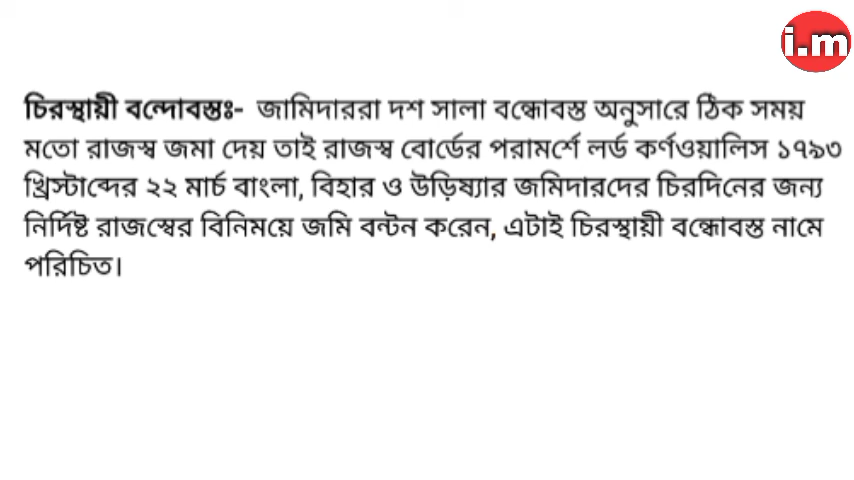 i.m
চিরস্থায়ী বন্দোবস্তঃ- জামিদাররা দশ সালা বন্ধোবস্ত অনুসারে ঠিক সময়
মতো রাজস্ব জমা দেয় তাই রাজস্ব বোর্ডের পরামর্শে লর্ড কর্ণওয়ালিস ১৭৯৩
খ্রিস্টাব্দের ২২ মার্চ বাংলা, বিহার ও উড়িষ্যার জমিদারদের চিরদিনের জন্য
নির্দিষ্ট রাজস্বের বিনিময়ে জমি বন্টন করেন, এটাই চিরস্থায়ী বন্ধোবস্ত নামে
পরিচিত।